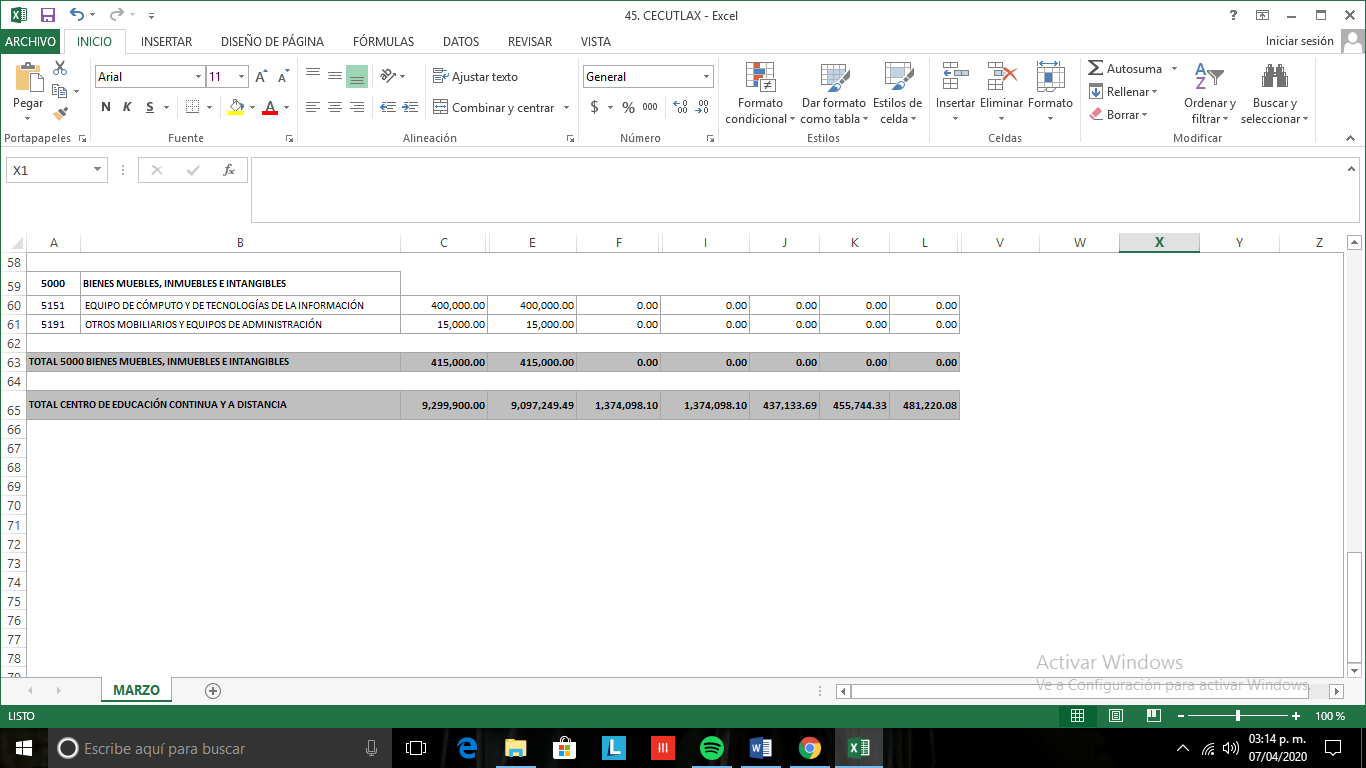 45. CECUTLAX - Excel
?
ARCHIVO INICIO INSERTAR DISEÑO DE PÁGINA FÓRMULAS DATOS REVISAR VISTA Iniciar sesión
Pegar
Portapapeles
Arial 11
N K S
Fuente
Ajustar texto
Combinar y centrar
Alineación
General
$ % 000
Número
Formato condicional
Dar formato como tabla
Estilos de celda
Estilos
Insertar Eliminar Formato
Celdas
Autosuma
Rellenar
Borrar
Ordenar y filtrar
Buscar y seleccionar
Modificar
X1 fx
A B C E F I J K L V W X Y Z
58
59 5000 BIENES MUEBLES, INMUEBLES E INTANGIBLES
60 5151 EQUIPO DE CÓMPUTO Y DE TECNOLOGÍAS DE LA INFORMACIÓN 400,000.00 400,000.00 0.00 0.00 0.00 0.00 0.00
61 5191 OTROS MOBILIARIOS Y EQUIPOS DE ADMINISTRACIÓN 15,000.00 15,000.00 0.00 0.00 0.00 0.00 0.00
62
63 TOTAL 5000 BIENES MUEBLES, INMUEBLES E INTANGIBLES 415,000.00 415,000.00 0.00 0.00 0.00 0.00 0.00
64
65 TOTAL CENTRO DE EDUCACIÓN CONTINUA Y A DISTANCIA 9,299,900.00 9,097,249.49 1,374,098.10 1,374,098.10 437,133.69 455,744.33 481,220.08
66
67
68
69
70
71
72
73
74
75
76
77
78
79
Activar Windows
Ve a Configuración para activar Windows.
MARZO
LISTO 100 %
Escribe aquí para buscar
03:14 p. m.
07/04/2020